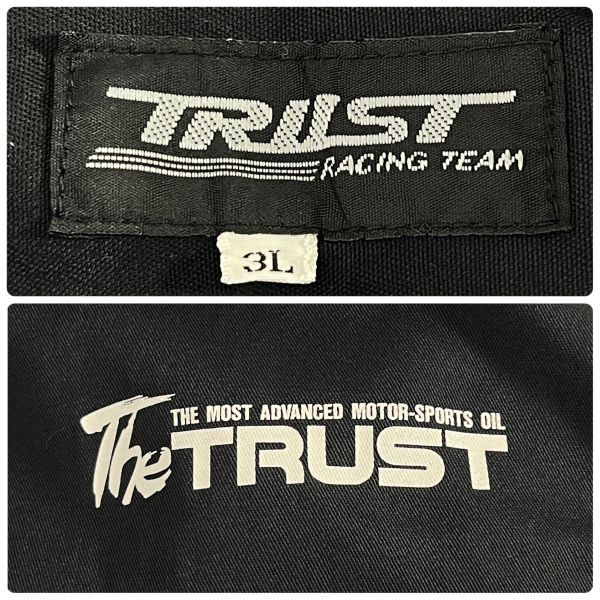 TRUST
RACING TEAM
3L
THE MOST ADVANCED MOTOR-SPORTS OIL
The TRUST